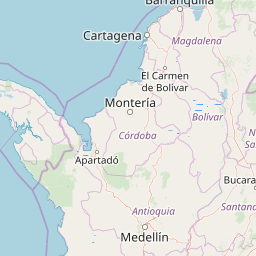 Barranquilla
Cartagena
Magdalena
El Carmen
de Bolívar
Montería
Bolívar
Córdoba
Apartadó
Bucara
Santand
Antioquia
Medellín